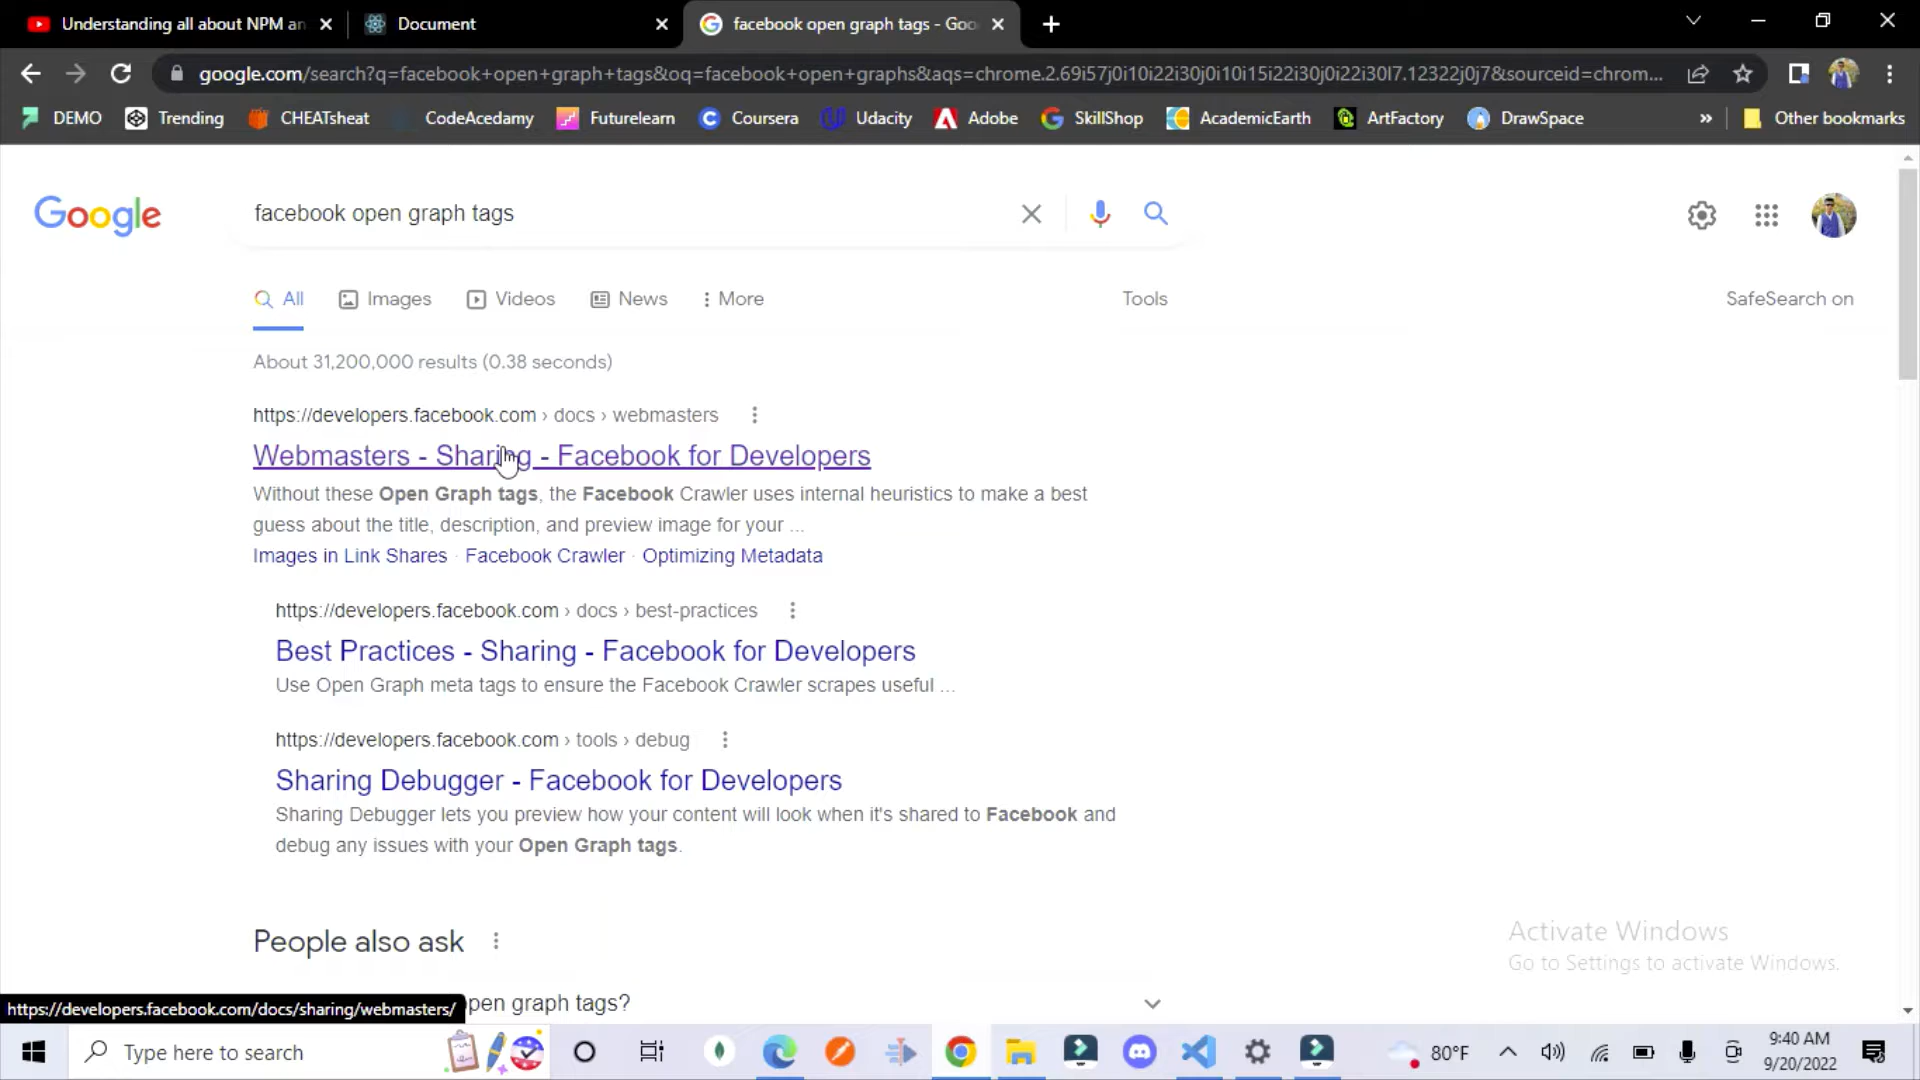 Understanding all about NPM an
Document
facebook open graph tags - Goo
google.com/search?q=facebook+open+graph+tags&oq=facebook+open+graphs&aqs=chrome.2.69i57j0i10i22i30j0i10i15i22i30j0i22i30l7.12322j0j7&sourceid=chrom...
DEMO Trending CHEATsheat CodeAcedamy Futurelearn Coursera Udacity Adobe SkillShop AcademicEarth ArtFactory DrawSpace » Other bookmarks
Google
facebook open graph tags
All Images Videos News More Tools SafeSearch on
About 31,200,000 results (0.38 seconds)
https://developers.facebook.com › docs › webmasters
Webmasters - Sharing - Facebook for Developers
Without these Open Graph tags, the Facebook Crawler uses internal heuristics to make a best
guess about the title, description, and preview image for your ...
Images in Link Shares · Facebook Crawler · Optimizing Metadata
https://developers.facebook.com › docs › best-practices
Best Practices - Sharing - Facebook for Developers
Use Open Graph meta tags to ensure the Facebook Crawler scrapes useful ...
https://developers.facebook.com › tools › debug
Sharing Debugger - Facebook for Developers
Sharing Debugger lets you preview how your content will look when it's shared to Facebook and
debug any issues with your Open Graph tags.
People also ask
Activate Windows
Go to Settings to activate Windows.
open graph tags?
https://developers.facebook.com/docs/sharing/webmasters/
Type here to search
80°F
9:40 AM
9/20/2022